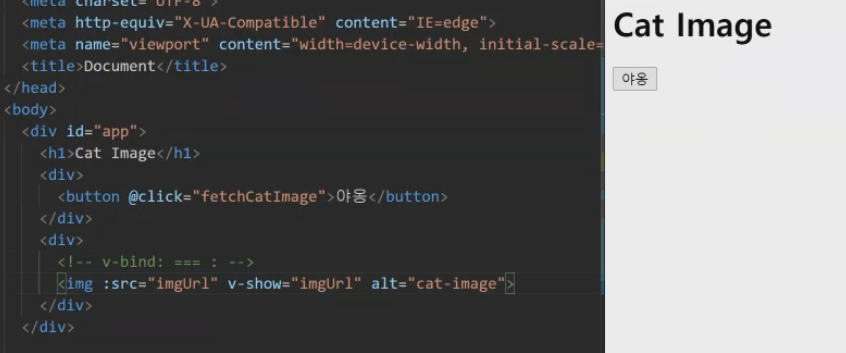 <meta charset="UTF-8">
<meta http-equiv="X-UA-Compatible" content="IE=edge">
<meta name="viewport" content="width=device-width, initial-scale=
<title>Document</title>
</head>
<body>
<div id="app">
<h1>Cat Image</h1>
<div>
<button @click="fetchCatImage">야옹</button>
</div>
<div>
<!-- v-bind: === : -->
<img :src="imgUrl" v-show="imgUrl" alt="cat-image">
</div>
</div>
Cat Image
야옹